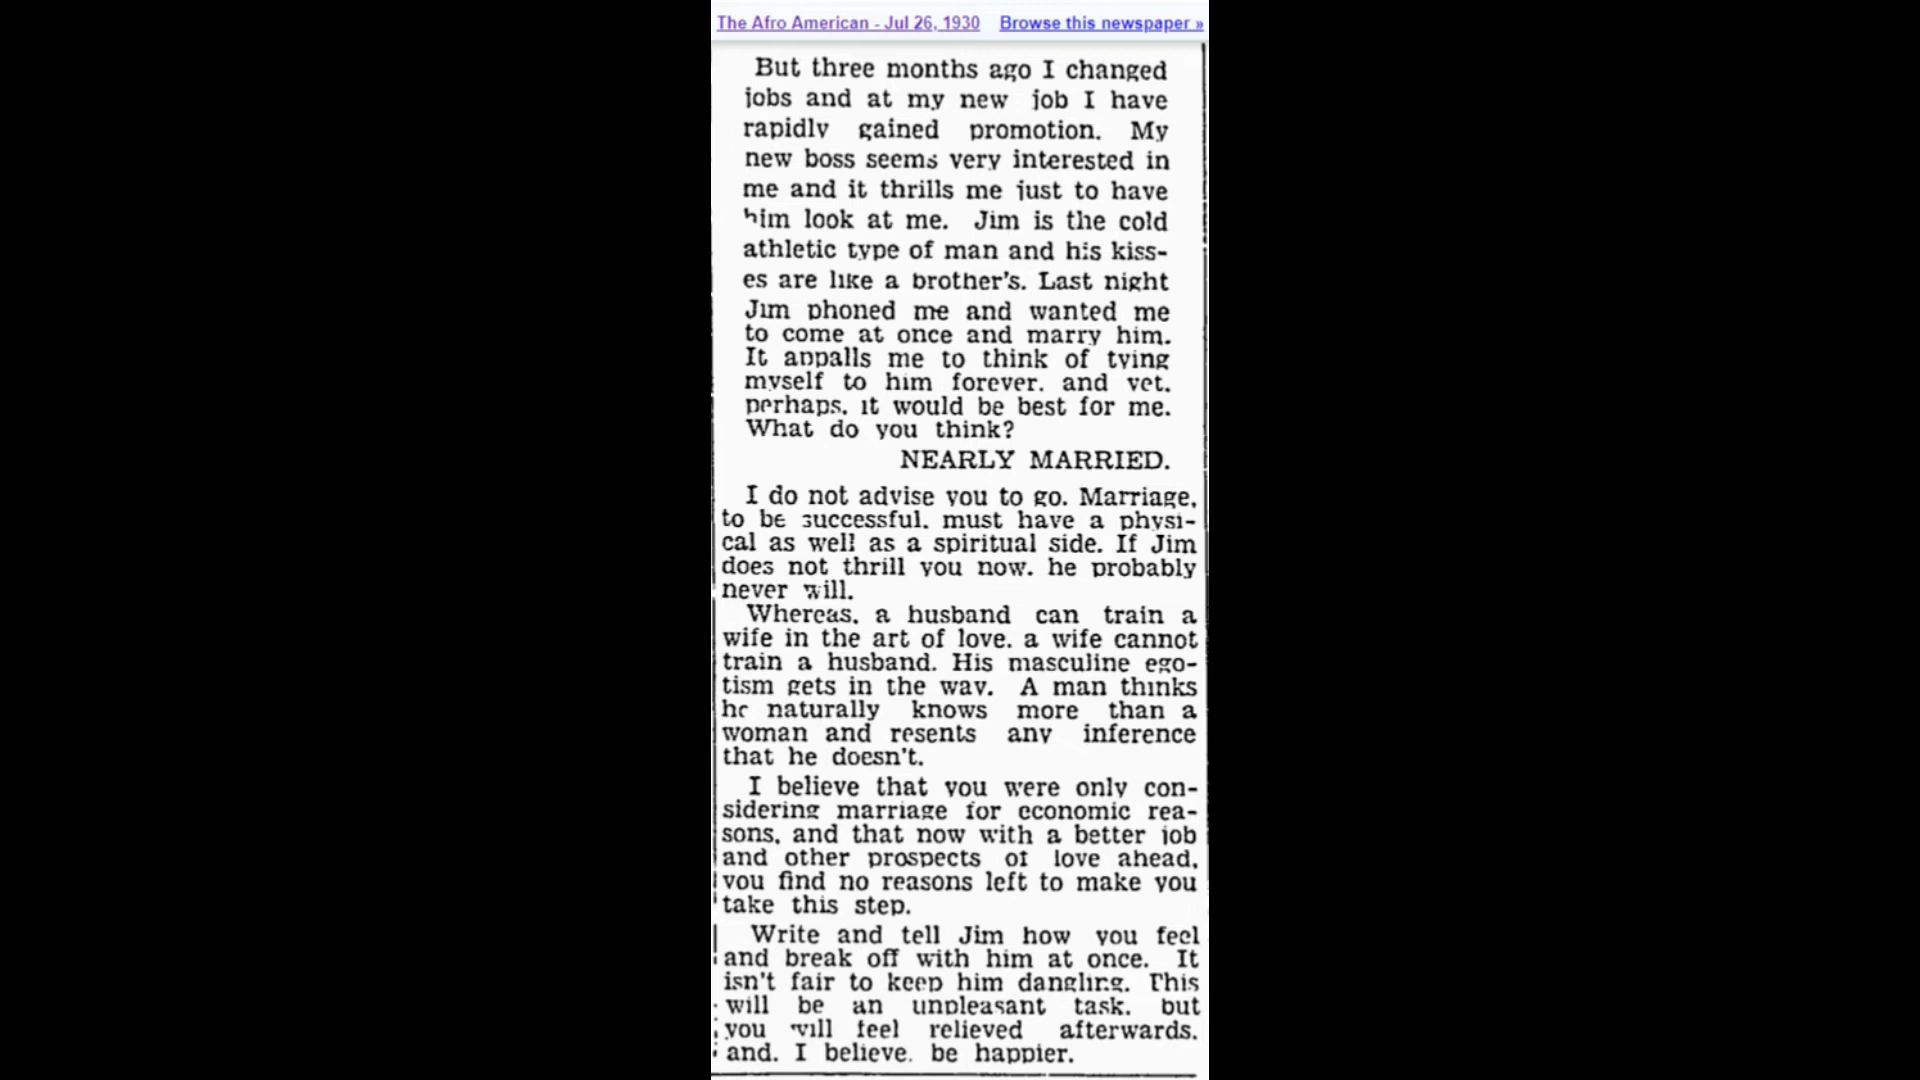 The Afro American - Jul 26, 1930 Browse this newspaper »
But three months ago I changed
jobs and at my new job I have
rapidly gained promotion. My
new boss seems very interested in
me and it thrills me just to have
him look at me. Jim is the cold
athletic type of man and his kiss-
es are like a brother's. Last night
Jim phoned me and wanted me
to come at once and marry him.
It appalls me to think of tying
myself to him forever, and yet,
perhaps, it would be best for me.
What do you think?
NEARLY MARRIED.
I do not advise you to go. Marriage,
to be successful, must have a physi-
cal as well as a spiritual side. If Jim
does not thrill you now, he probably
never will.
Whereas, a husband can train a
wife in the art of love, a wife cannot
train a husband. His masculine ego-
tism gets in the way. A man thinks
he naturally knows more than a
woman and resents any inference
that he doesn't.
I believe that you were only con-
sidering marriage for economic rea-
sons, and that now with a better job
and other prospects of love ahead,
you find no reasons left to make you
take this step.
Write and tell Jim how you feel
and break off with him at once. It
isn't fair to keep him dangling. This
will be an unpleasant task, but
you will feel relieved afterwards,
and, I believe, be happier.